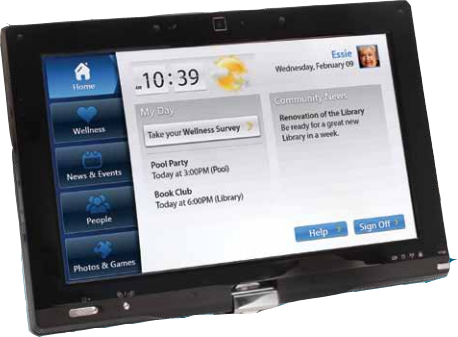 Home
Wellness
News & Events
People
Photos & Games
AM 10:39
Essie
Wednesday, February 09
My Day
Take your Wellness Survey
Pool Party
Today at 3:00PM (Pool)
Book Club
Today at 6:00PM (Library)
Community News
Renovation of the Library
Be ready for a great new
Library in a week.
Help
Sign Off